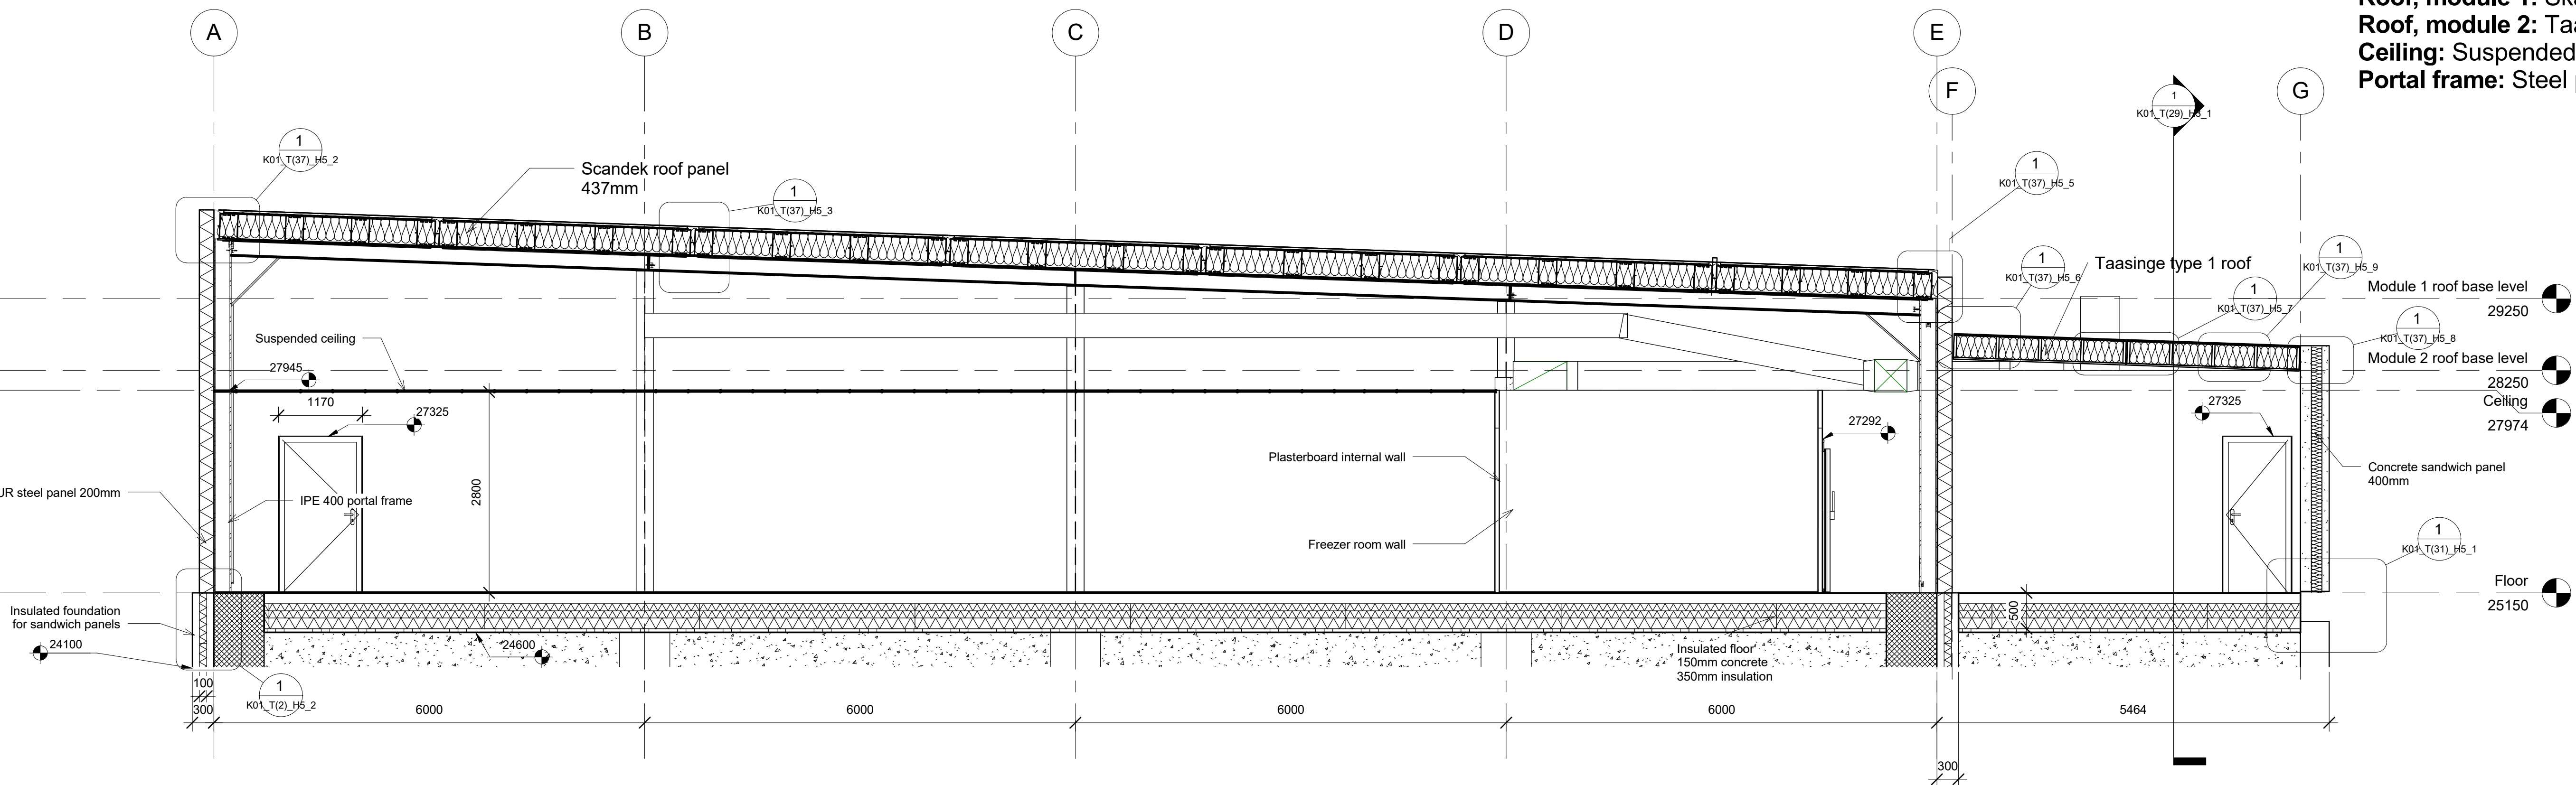 A
B
C
D
E
F
G
Roof, module 2: Taa
Ceiling: Suspended
Portal frame: Steel
1
K01_T(29)_H5_1
1
K01_T(37)_H5_2
Scandek roof panel
437mm
1
K01_T(37)_H5_3
1
K01_T(37)_H5_5
1
K01_T(37)_H5_6
Taasinge type 1 roof
1
K01_T(37)_H5_9
1
K01_T(37)_H5_7
1
K01_T(37)_H5_8
Module 1 roof base level
29250
Module 2 roof base level
28250
Ceiling
27974
Suspended ceiling
27945
1170
27325
27292
27325
2800
Plasterboard internal wall
Concrete sandwich panel
400mm
UR steel panel 200mm
IPE 400 portal frame
Freezer room wall
1
K01_T(31)_H5_1
Floor
25150
Insulated foundation
for sandwich panels
24100
24600
500
Insulated floor
150mm concrete
350mm insulation
1
K01_T(2)_H5_2
100
300
6000
6000
6000
6000
5464
300